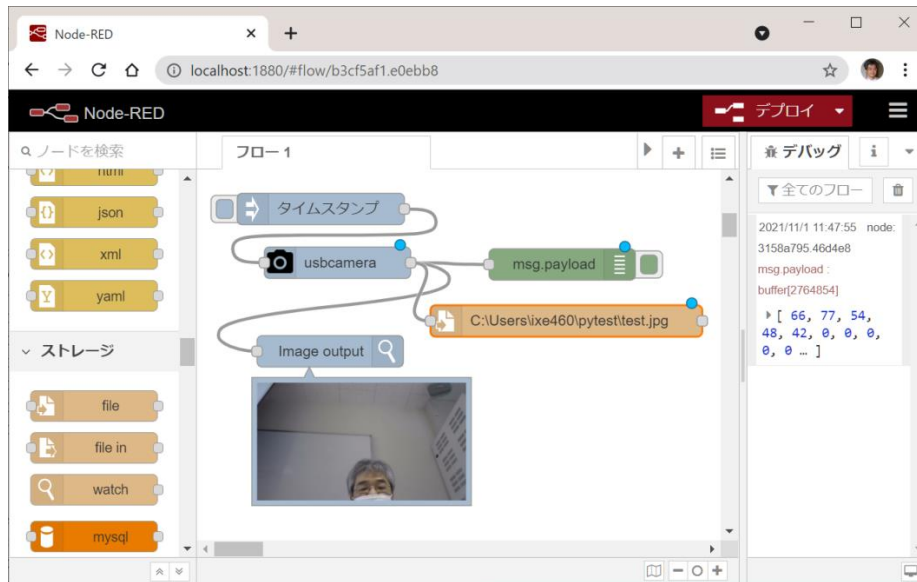 Node-RED
localhost:1880/#flow/b3cf5af1.e0ebb8
Node-RED
デプロイ
ノードを検索
フロー 1
デバッグ
i
html
json
xml
yaml
ストレージ
file
file in
watch
mysql
タイムスタンプ
usbcamera
msg.payload
C:\Users\ixe460\pytest\test.jpg
Image output
全てのフロー
2021/11/1 11:47:55 node:
3158a795.46d4e8
msg.payload :
buffer[2764854]
[ 66, 77, 54,
48, 42, 0, 0, 0,
0, 0 … ]